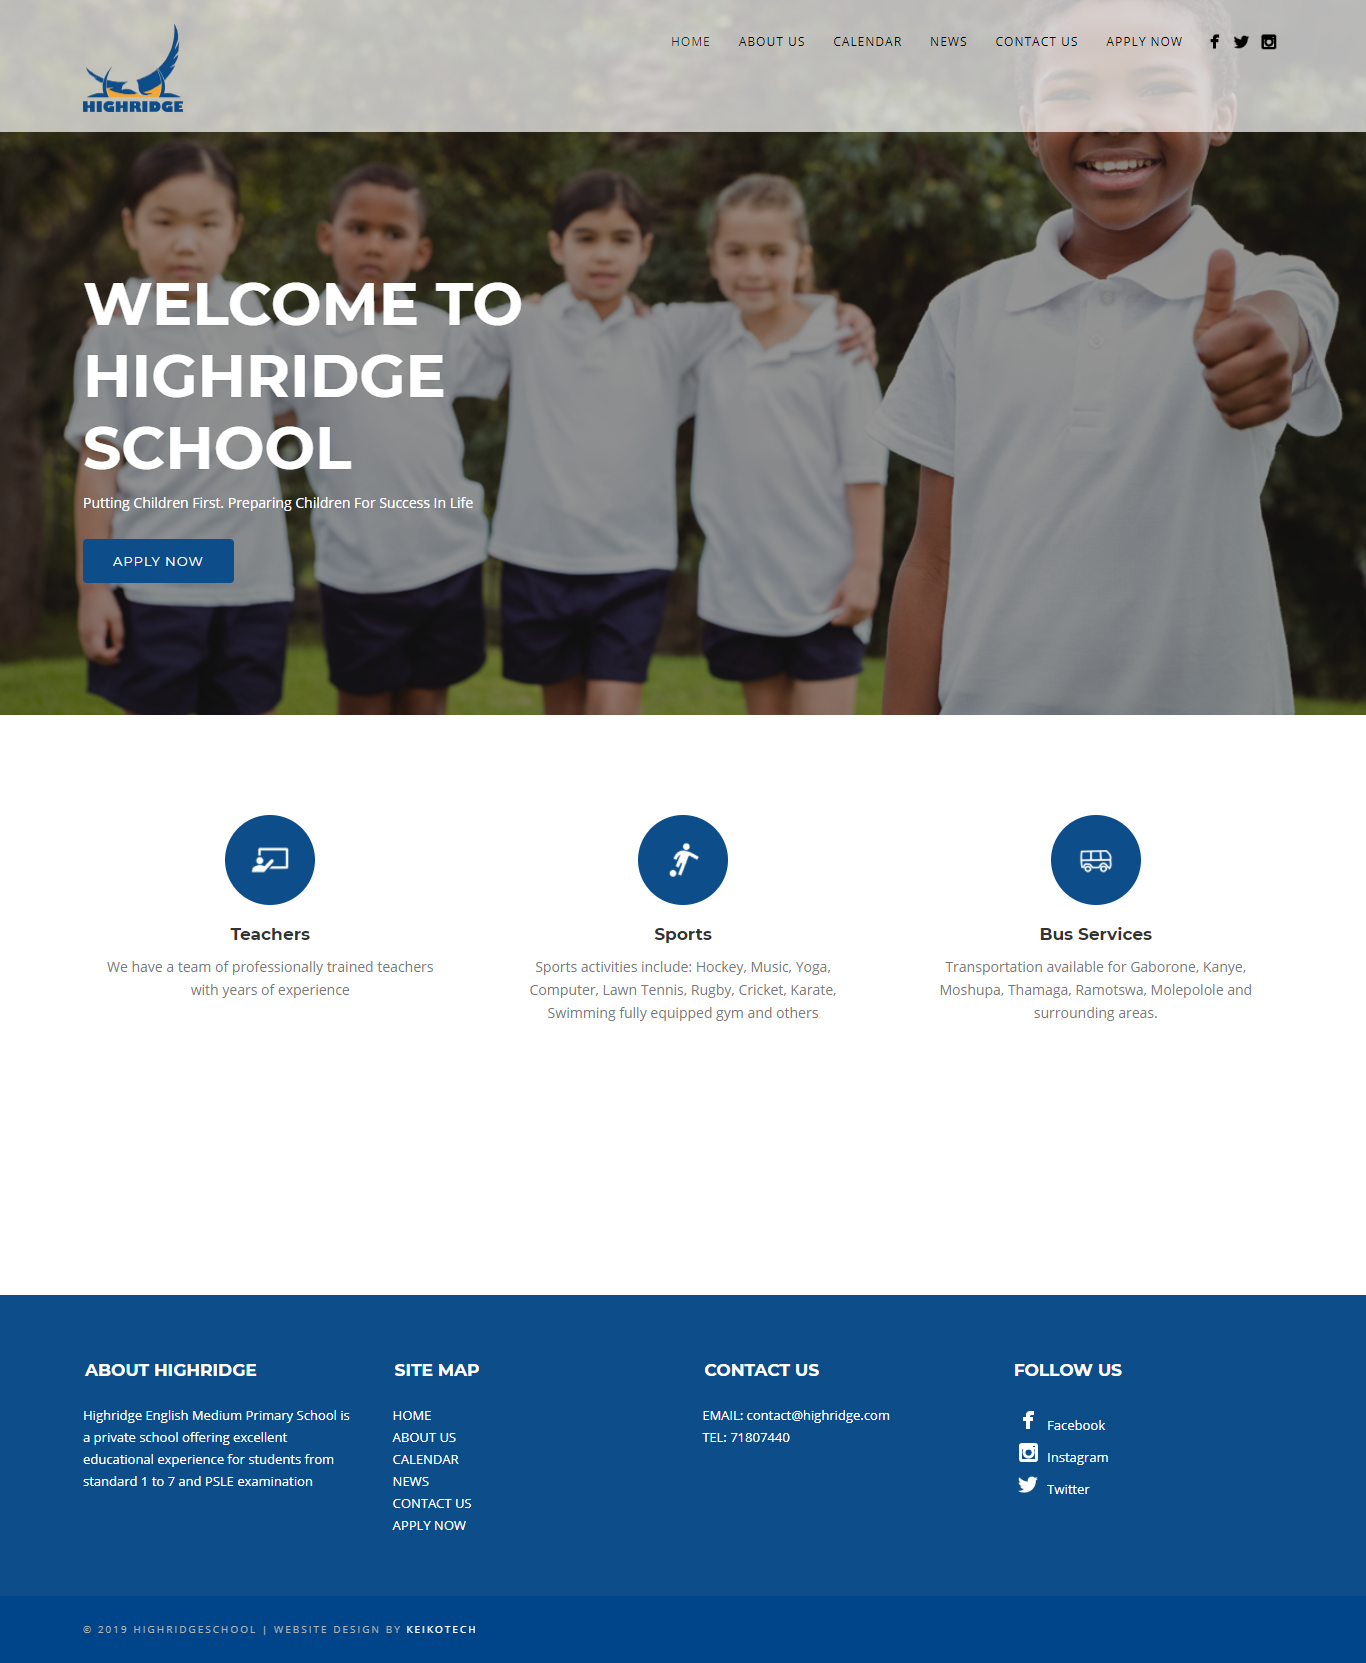 HIGHRIDGE
HOME ABOUT US CALENDAR NEWS CONTACT US APPLY NOW
WELCOME TO
HIGHRIDGE
SCHOOL
Putting Children First. Preparing Children For Success In Life
APPLY NOW
Teachers
We have a team of professionally trained teachers
with years of experience
Sports
Sports activities include: Hockey, Music, Yoga,
Computer, Lawn Tennis, Rugby, Cricket, Karate,
Swimming fully equipped gym and others
Bus Services
Transportation available for Gaborone, Kanye,
Moshupa, Thamaga, Ramotswa, Molepolole and
surrounding areas.
ABOUT HIGHRIDGE
Highridge English Medium Primary School is
a private school offering excellent
educational experience for students from
standard 1 to 7 and PSLE examination
SITE MAP
HOME
ABOUT US
CALENDAR
NEWS
CONTACT US
APPLY NOW
CONTACT US
EMAIL: contact@highridge.com
TEL: 71807440
FOLLOW US
Facebook
Instagram
Twitter
© 2019 HIGHRIDGESCHOOL | WEBSITE DESIGN BY KEIKOTECH